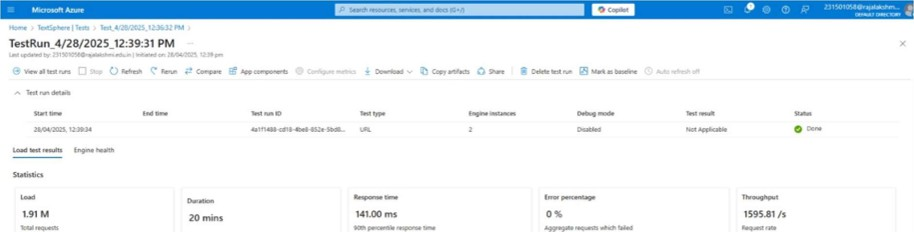 Microsoft Azure
Search resources, services, and docs (G+/)
Copilot
231501058@rajalakshm...
DEFAULT DIRECTORY
Home > TextSphere | Tests > Test_4/28/2025_12:36:32 PM >
TestRun_4/28/2025_12:39:31 PM ...
Last updated by: 231501058@rajalakshmi.edu.in | Initiated on: 28/04/2025, 12:39 pm
View all test runs Stop Refresh Rerun Compare App components Configure metrics Download Copy artifacts Share Delete test run Mark as baseline Auto refresh off
Test run details
Start time End time Test run ID Test type Engine instances Debug mode Test result Status
28/04/2025, 12:39:34 4a1f1488-cd18-4be8-852e-5bd8... URL 2 Disabled Not Applicable Done
Load test results Engine health
Statistics
Load Duration Response time Error percentage Throughput
1.91 M 20 mins 141.00 ms 0 % 1595.81 /s
Total requests 90th percentile response time Aggregate requests which failed Request rate